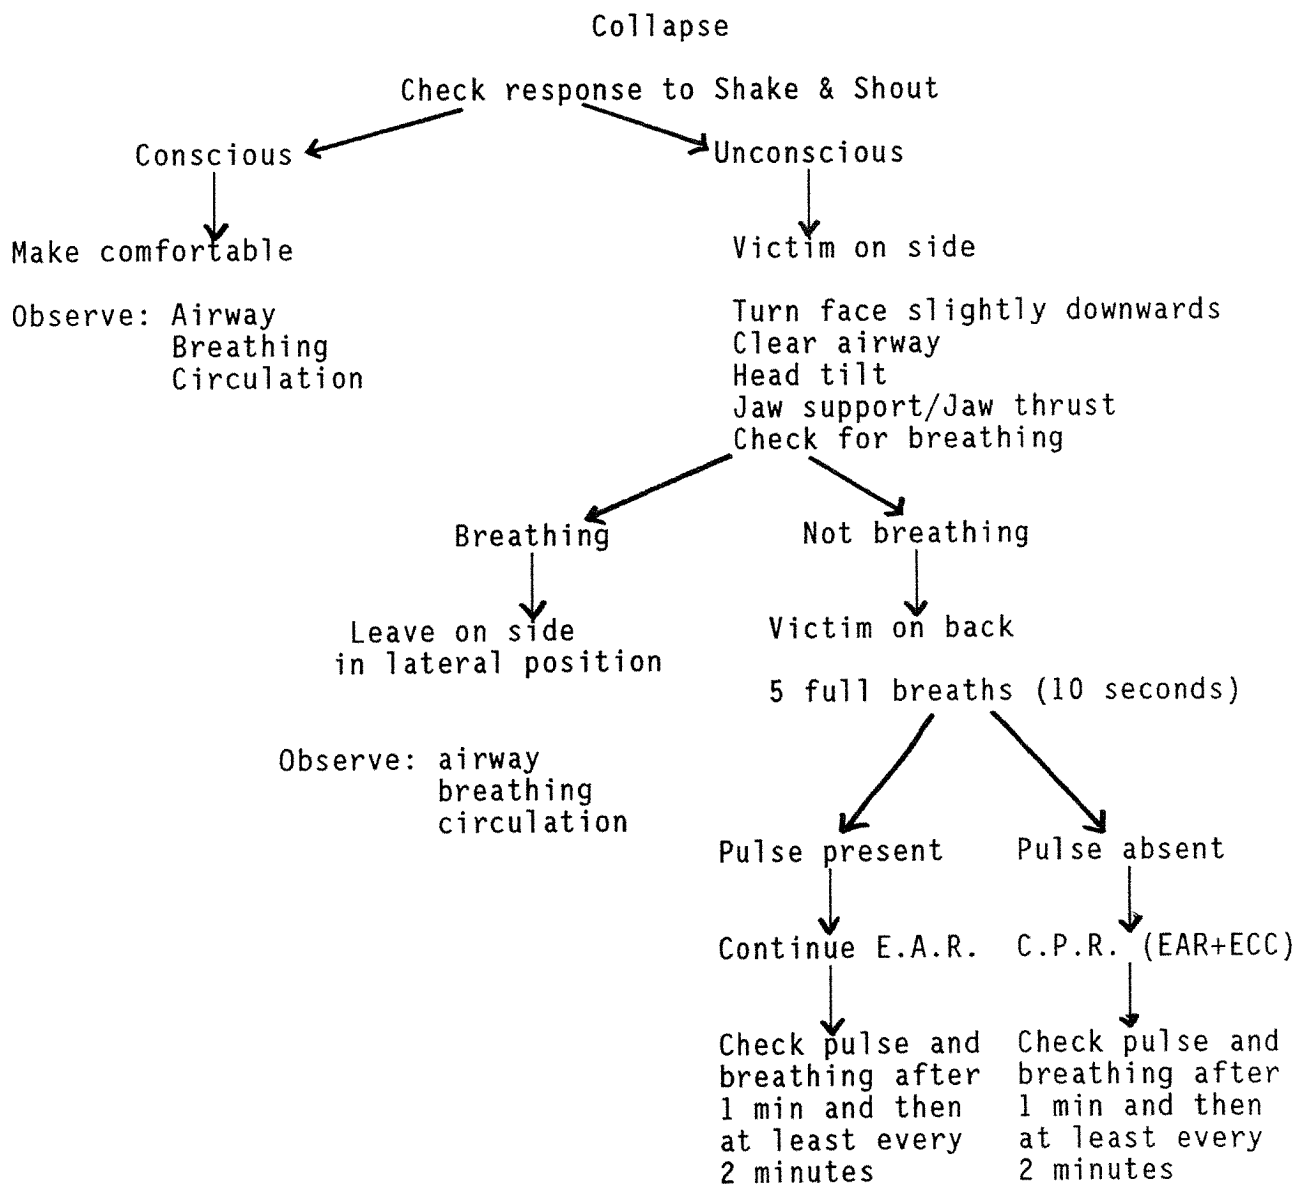 Collapse
Check response to Shake & Shout
Conscious
Unconscious
Make comfortable
Observe: Airway
Breathing
Circulation
Victim on side
Turn face slightly downwards
Clear airway
Head tilt
Jaw support/Jaw thrust
Check for breathing
Breathing
Not breathing
Leave on side
in lateral position
Observe: airway
breathing
circulation
Victim on back
5 full breaths (10 seconds)
Pulse present
Pulse absent
Continue E.A.R.
C.P.R. (EAR+ECC)
Check pulse and
breathing after
1 min and then
at least every
2 minutes
Check pulse and
breathing after
1 min and then
at least every
2 minutes